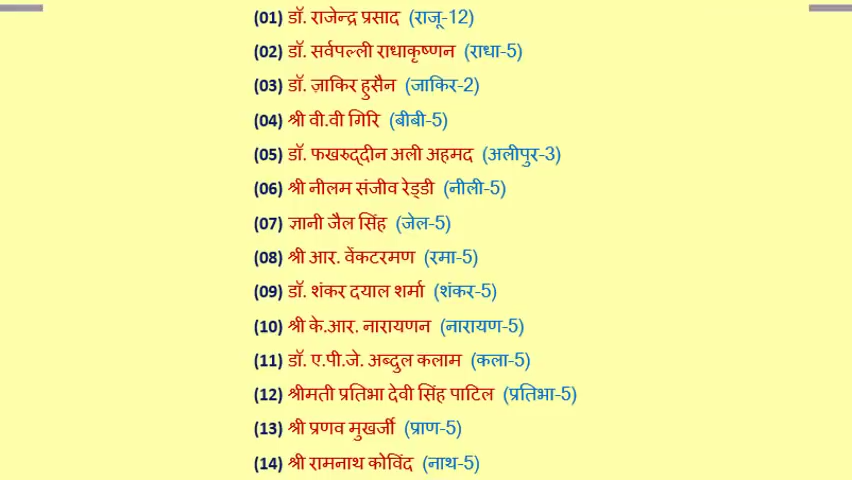 (01) डॉ. राजेन्द्र प्रसाद (राजू-12)
(02) डॉ. सर्वपल्ली राधाकृष्णन (राधा-5)
(03) डॉ. ज़ाकिर हुसैन (जाकिर-2)
(04) श्री वी.वी गिरि (बीबी-5)
(05) डॉ. फखरुद्दीन अली अहमद (अलीपुर-3)
(06) श्री नीलम संजीव रेड्डी (नीली-5)
(07) ज्ञानी जैल सिंह (जेल-5)
(08) श्री आर. वेंकटरमण (रमा-5)
(09) डॉ. शंकर दयाल शर्मा (शंकर-5)
(10) श्री के.आर. नारायणन (नारायण-5)
(11) डॉ. ए.पी.जे. अब्दुल कलाम (कला-5)
(12) श्रीमती प्रतिभा देवी सिंह पाटिल (प्रतिभा-5)
(13) श्री प्रणव मुखर्जी (प्राण-5)
(14) श्री रामनाथ कोविंद (नाथ-5)